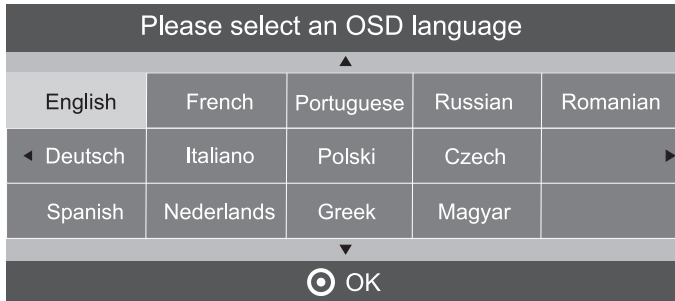 Please select an OSD language
English French Portuguese Russian Romanian
Deutsch Italiano Polski Czech
Spanish Nederlands Greek Magyar
OK